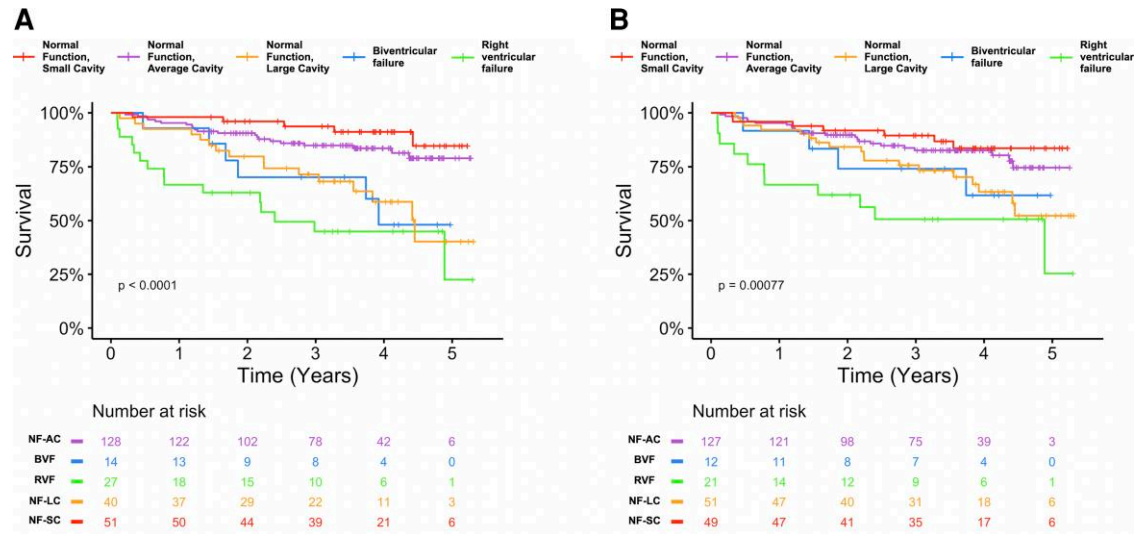 A
Normal Function, Small Cavity
Normal Function, Average Cavity
Normal Function, Large Cavity
Biventricular failure
Right ventricular failure
100%
75%
50%
25%
0%
Survival
p < 0.0001
0 1 2 3 4 5
Time (Years)
Number at risk
NF-AC 128 122 102 78 42 6
BVF 14 13 9 8 4 0
RVF 27 18 15 10 6 1
NF-LC 40 37 29 22 11 3
NF-SC 51 50 44 39 21 6
B
Normal Function, Small Cavity
Normal Function, Average Cavity
Normal Function, Large Cavity
Biventricular failure
Right ventricular failure
100%
75%
50%
25%
0%
Survival
p = 0.00077
0 1 2 3 4 5
Time (Years)
Number at risk
NF-AC 127 121 98 75 39 3
BVF 12 11 8 7 4 0
RVF 21 14 12 9 6 1
NF-LC 51 47 40 31 18 6
NF-SC 49 47 41 35 17 6